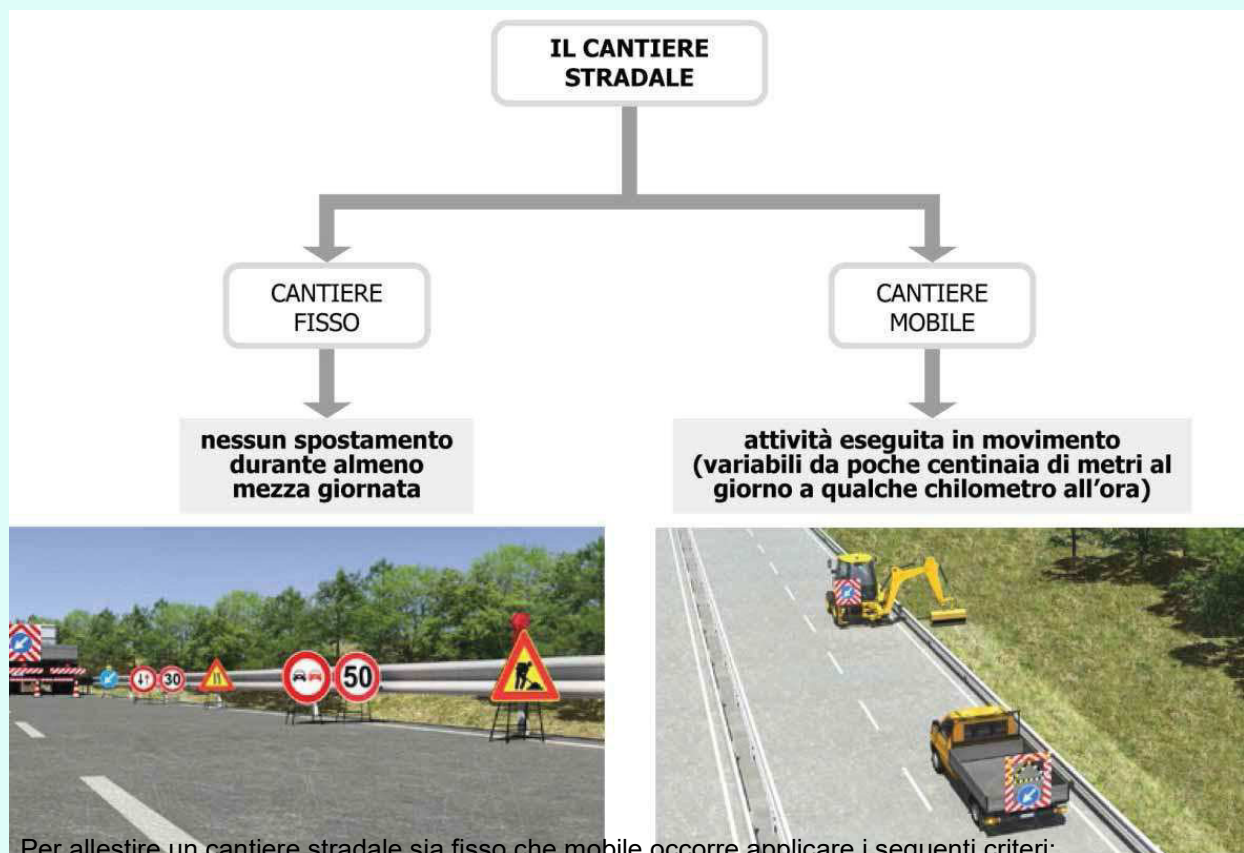 IL CANTIERE
STRADALE
CANTIERE
FISSO
CANTIERE
MOBILE
nessun spostamento
durante almeno
mezza giornata
attività eseguita in movimento
(variabili da poche centinaia di metri al
giorno a qualche chilometro all'ora)
30
50
Per allestire un cantiere stradale sia fisso che mobile occorre applicare i seguenti criteri: